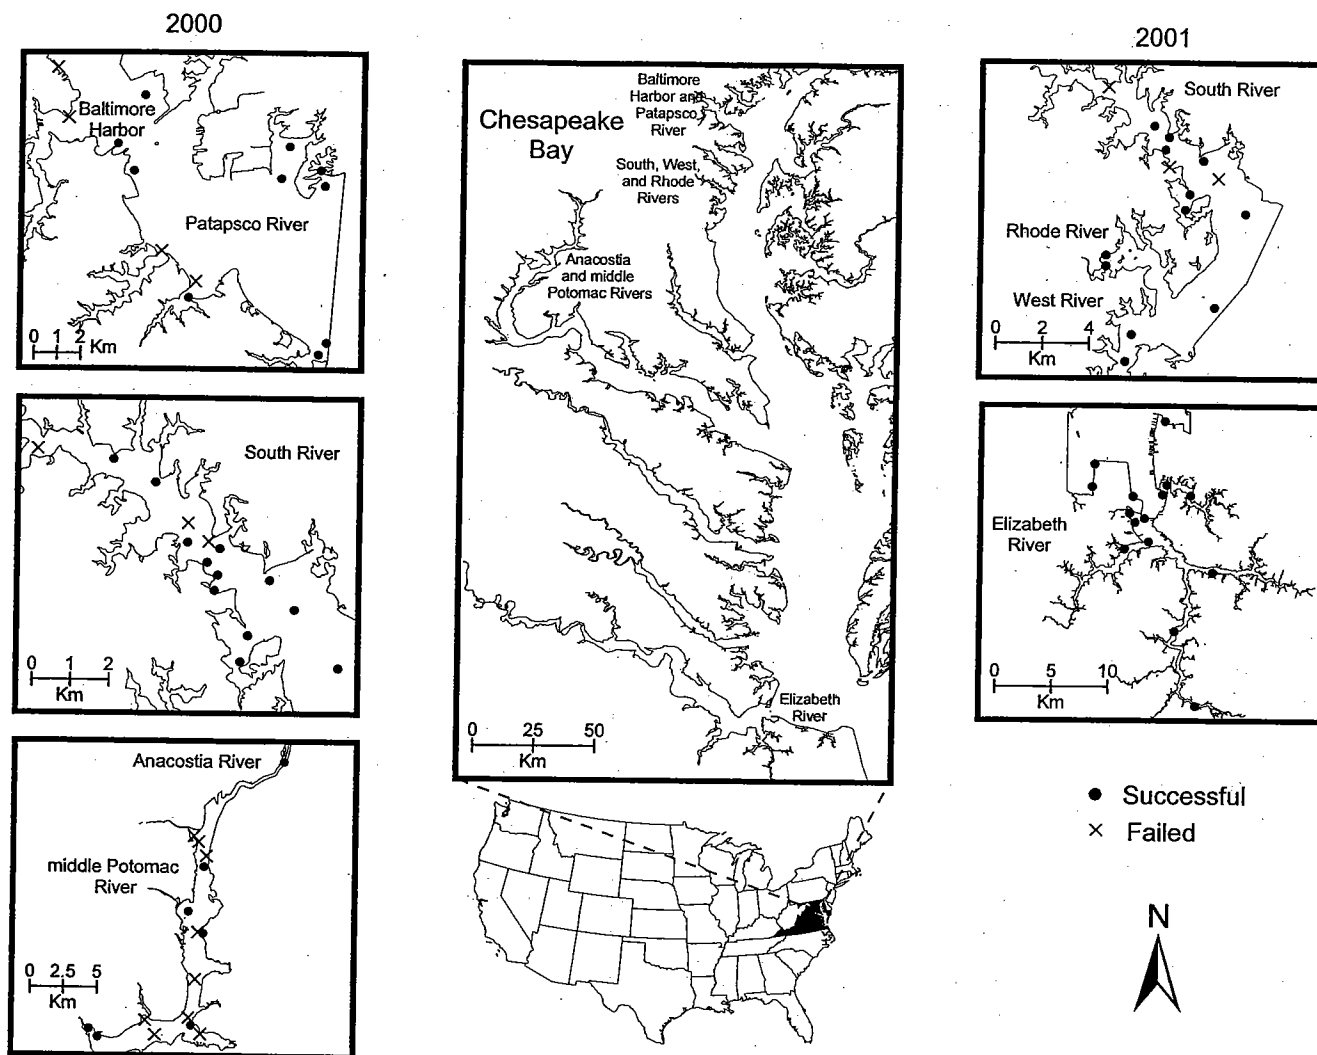 2000
Baltimore
Harbor
Patapsco River
0 1 2
Km
South River
0 1 2
Km
Anacostia River
middle Potomac
River
0 2.5 5
Km
Chesapeake
Bay
Baltimore
Harbor and
Patapsco
River
South, West,
and Rhode
Rivers
Anacostia
and middle
Potomac Rivers
Elizabeth
River
0 25 50
Km
2001
South River
Rhode River
West River
0 2 4
Km
Elizabeth
River
0 5 10
Km
Successful
Failed
N